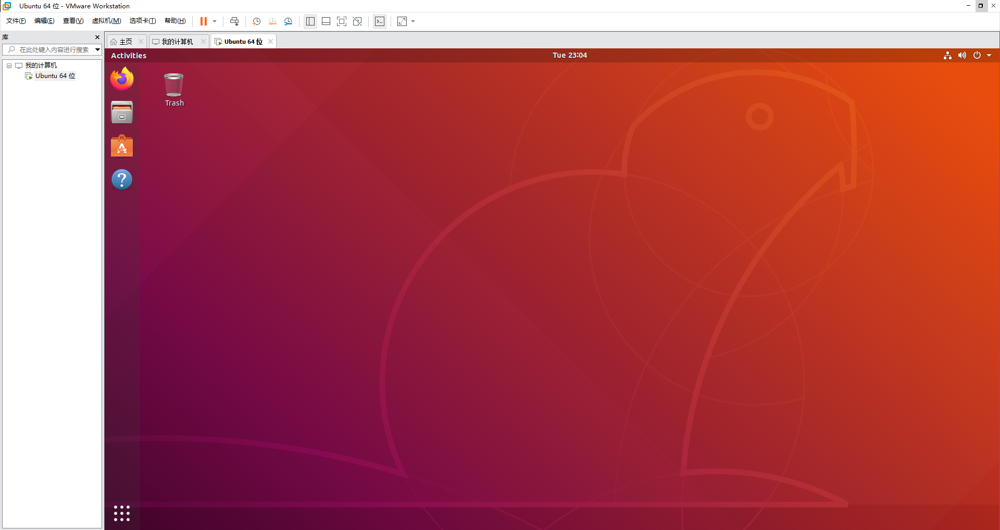 Ubuntu 64 位 - VMware Workstation
文件(F) 编辑(E) 查看(V) 虚拟机(M) 选项卡(T) 帮助(H)
库
在此处键入内容进行搜索
我的计算机
Ubuntu 64 位
主页 我的计算机 Ubuntu 64 位
Activities Tue 23:04
Trash